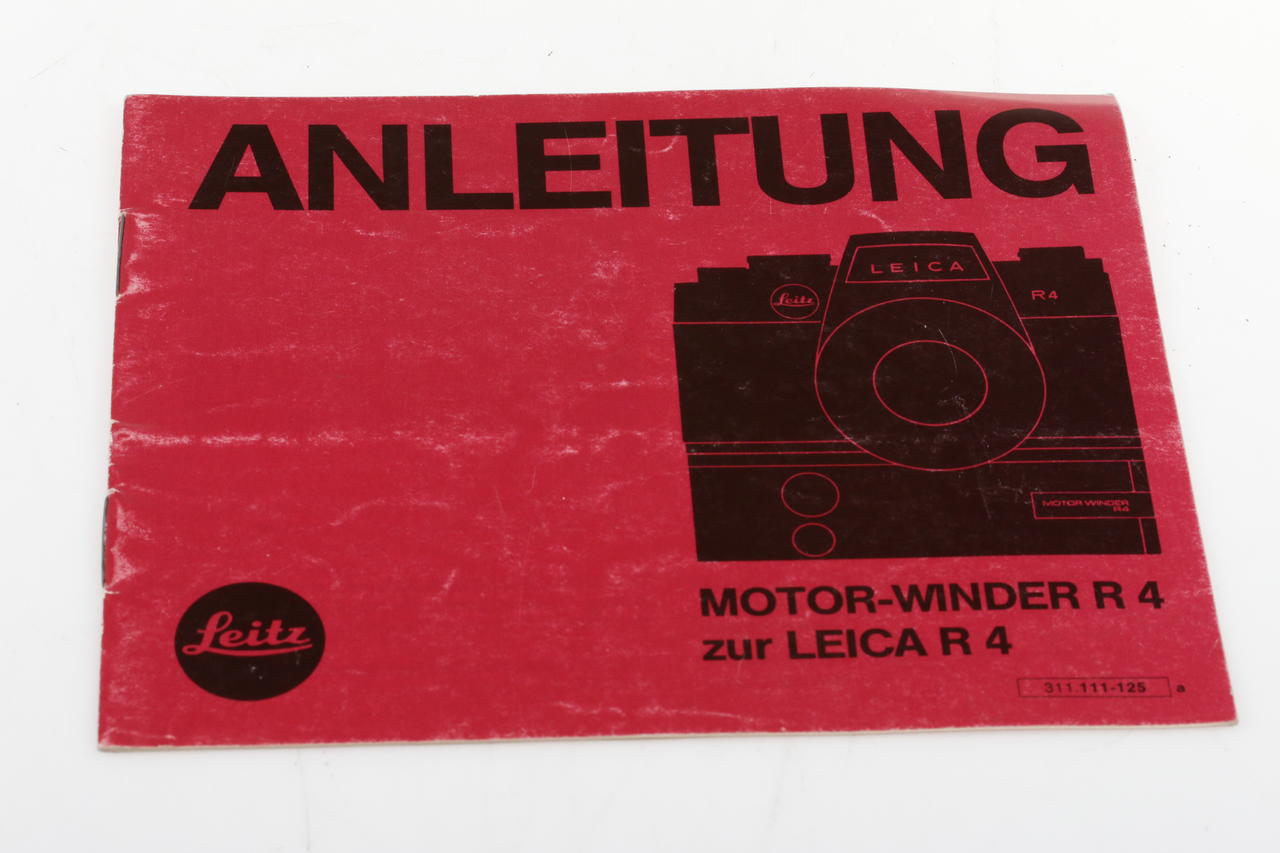 ANLEITUNG
LEICA
Leitz
R4
MOTOR WINDER
R4
MOTOR-WINDER R 4
zur LEICA R 4
Leitz
311.111-125 a